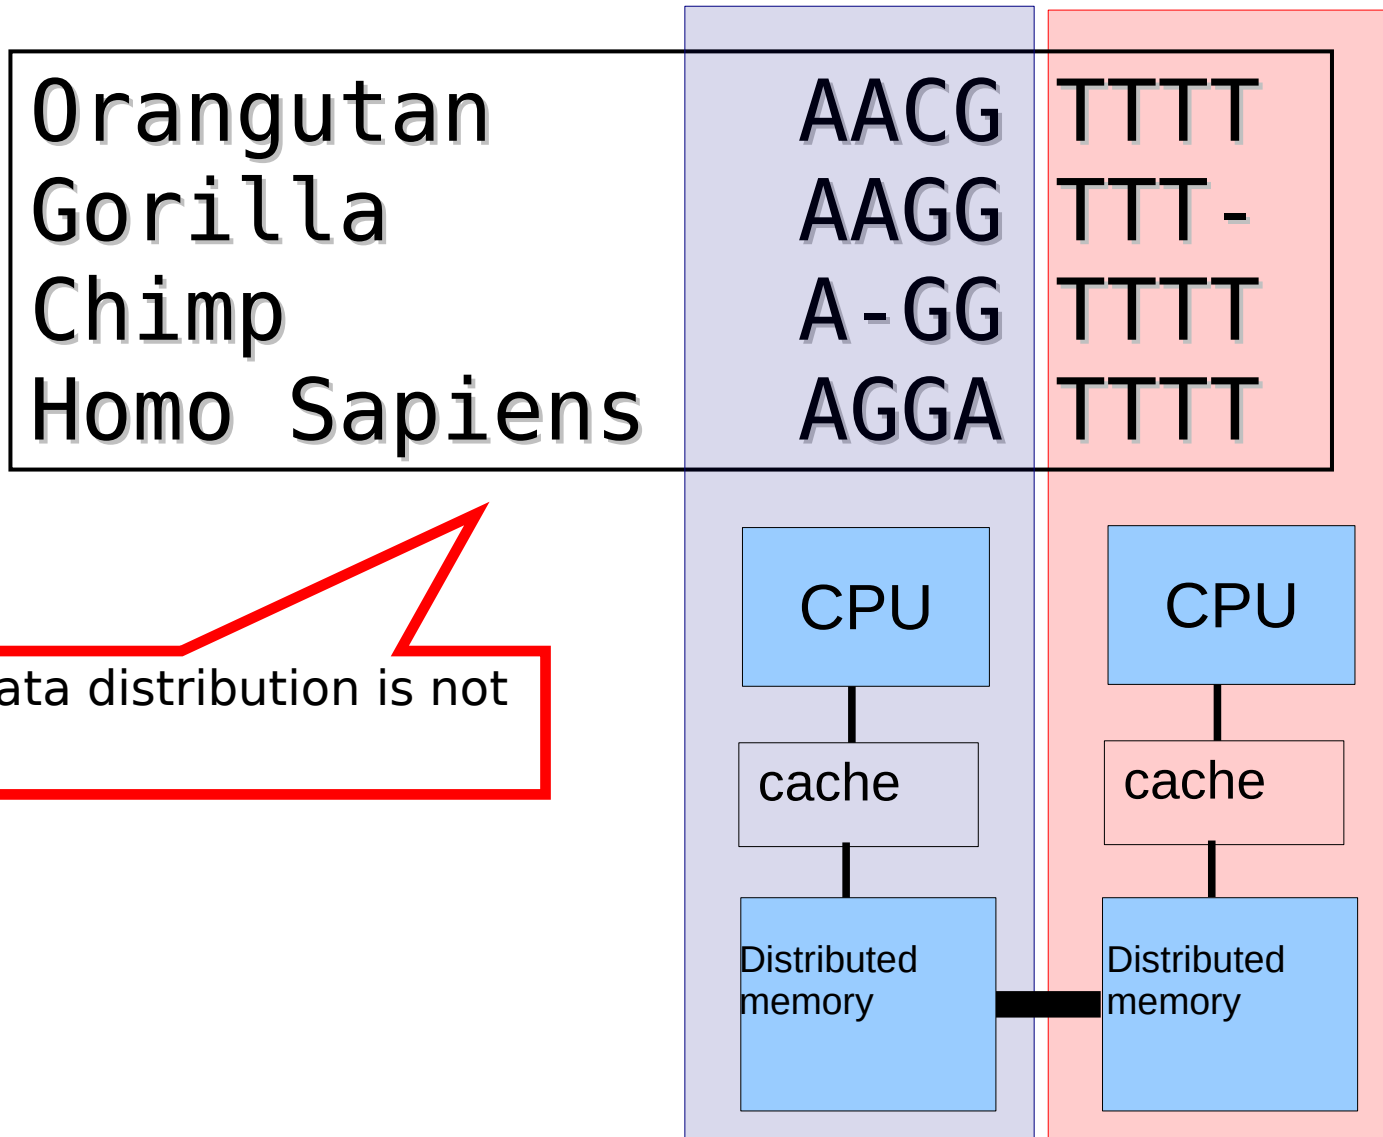 Orangutan AACG TTTT
Gorilla AAGG TTT-
Chimp A-GG TTTT
Homo Sapiens AGGA TTTT
ata distribution is not
CPU CPU
cache cache
Distributed Distributed
memory memory